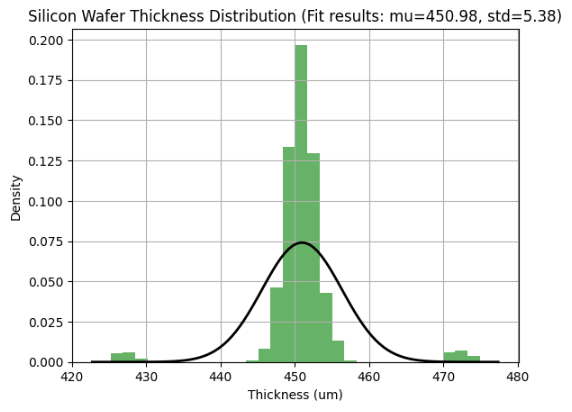 Silicon Wafer Thickness Distribution (Fit results: mu=450.98, std=5.38)
0.200
0.175
0.150
0.125
0.100
0.075
0.050
0.025
0.000
Density
420 430 440 450 460 470 480
Thickness (um)